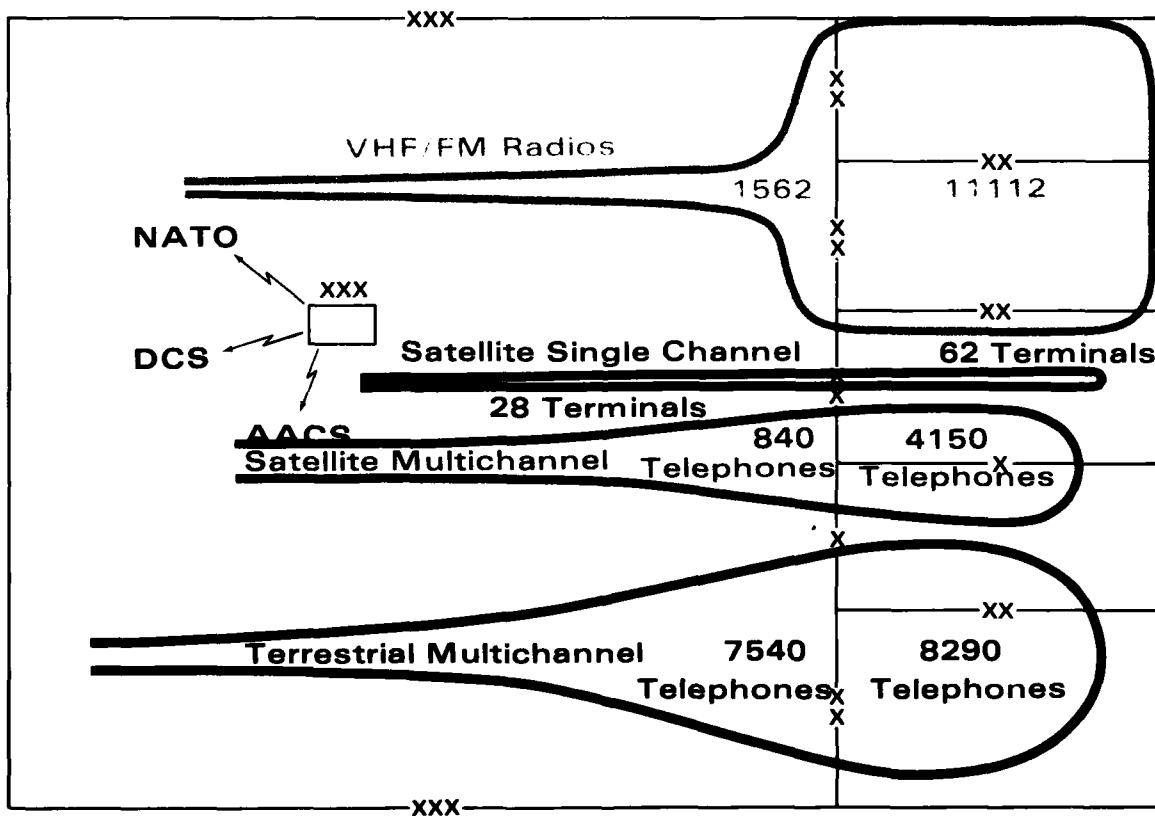 XXX
X
X
VHF/FM Radios
XX
1562
11112
X
X
NATO
XXX
XX
DCS
Satellite Single Channel
62 Terminals
X
28 Terminals
AACS
840
4150
Satellite Multichannel
Telephones
Telephones
X
X
XX
Terrestrial Multichannel
7540
8290
Telephones
Telephones
X
X
XXX